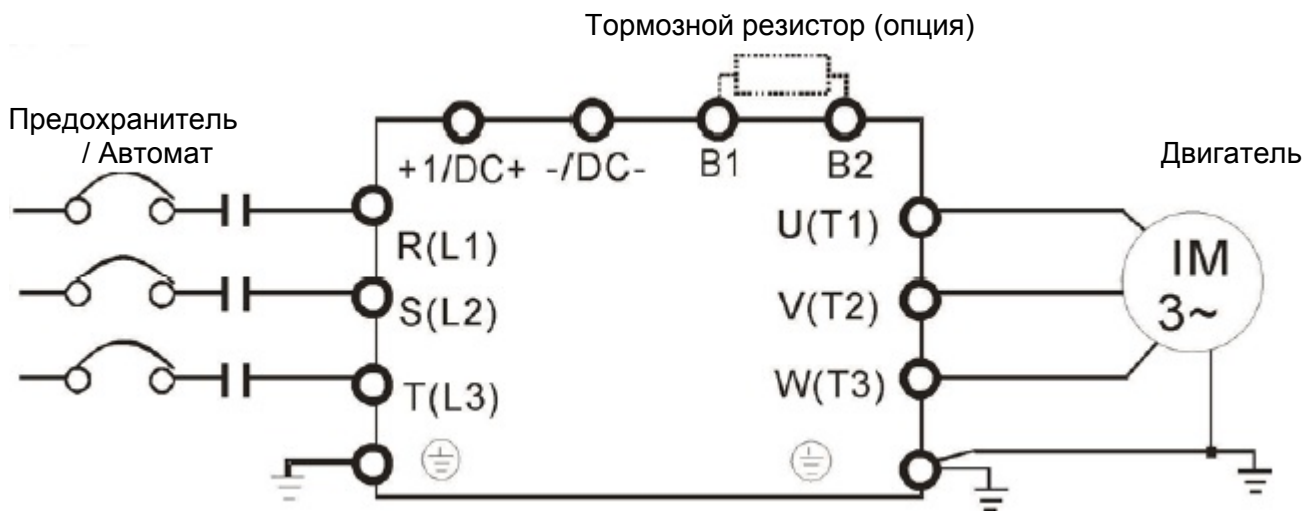 Тормозной резистор (опция)
Предохранитель
/ Автомат
+1/DC+ -/DC- B1 B2
Двигатель
R(L1)
S(L2)
T(L3)
U(T1)
V(T2)
W(T3)
IM
3~